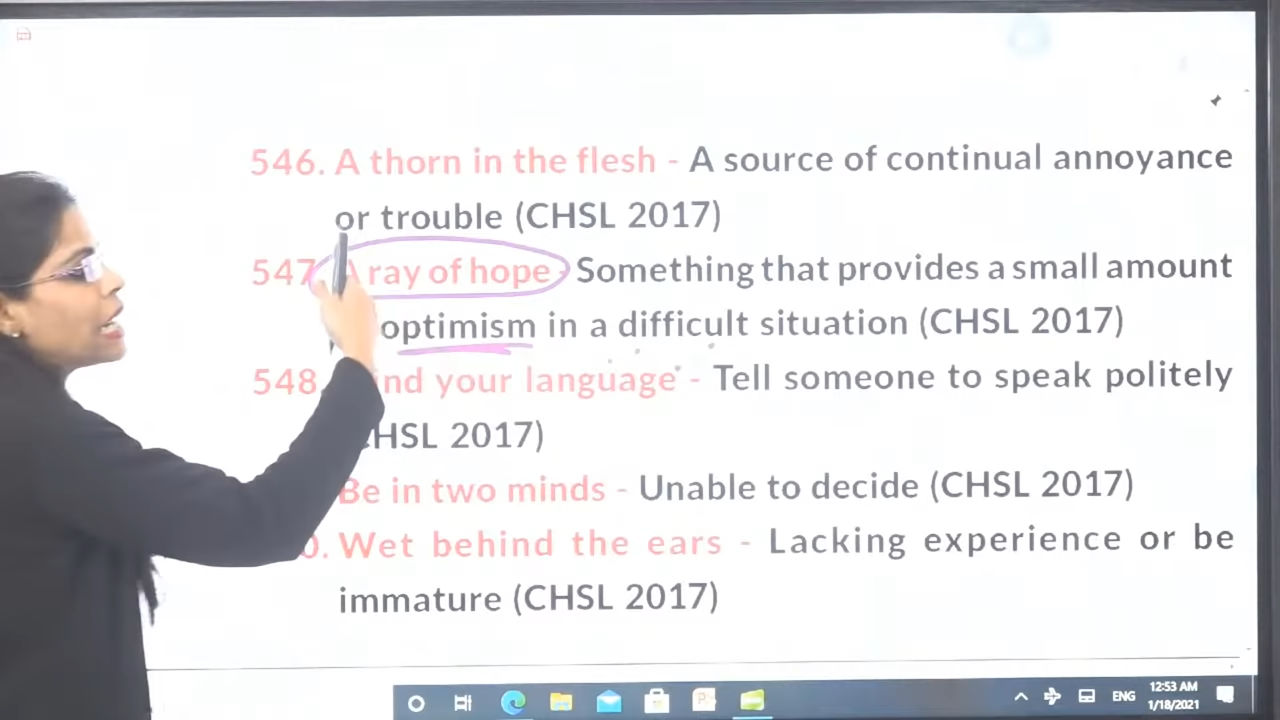 546. A thorn in the flesh - A source of continual annoyance
or trouble (CHSL 2017)
547 A ray of hope - Something that provides a small amount
optimism in a difficult situation (CHSL 2017)
548. your language - Tell someone to speak politely
CHSL 2017)
Be in two minds - Unable to decide (CHSL 2017)
0. Wet behind the ears - Lacking experience or be
immature (CHSL 2017)
ENG
12:53 AM
1/18/2021